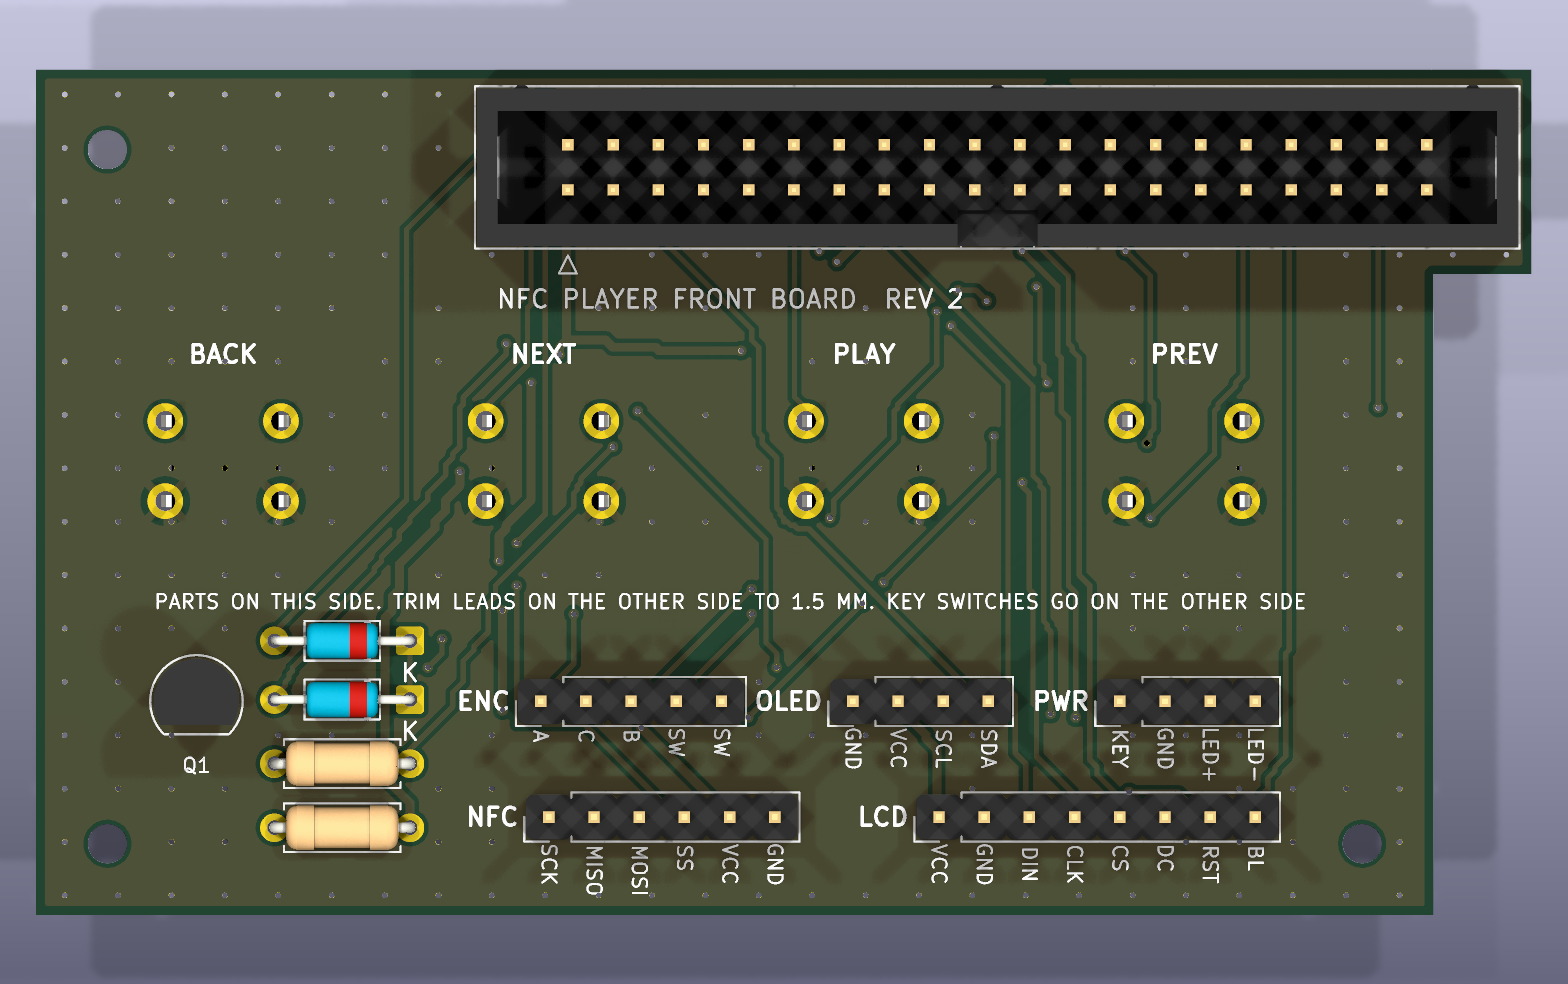 NFC PLAYER FRONT BOARD  REV 2
BACK
NEXT
PLAY
PREV
PARTS ON THIS SIDE. TRIM LEADS ON THE OTHER SIDE TO 1.5 MM. KEY SWITCHES GO ON THE OTHER SIDE
K
K
Q1
ENC
A
C
B
SW
SW
OLED
GND
VCC
SCL
SDA
PWR
KEY
GND
LED+
LED-
NFC
SCK
MISO
MOSI
SS
VCC
GND
LCD
VCC
GND
DIN
CLK
CS
DC
RST
BL